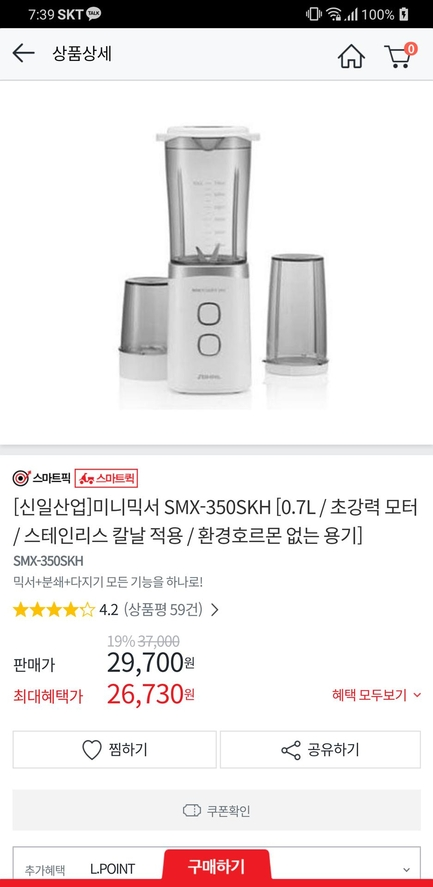 7:39 SKT TALK 100%
상품상세 0
스마트픽 스마트퀵
[신일산업]미니믹서 SMX-350SKH [0.7L / 초강력 모터
/ 스테인리스 칼날 적용 / 환경호르몬 없는 용기]
SMX-350SKH
믹서+분쇄+다지기 모든 기능을 하나로!
4.2 (상품평 59건)
19% 37,000
판매가 29,700원
최대혜택가 26,730원 혜택 모두보기
찜하기 공유하기
쿠폰확인
추가혜택 L.POINT 구매하기